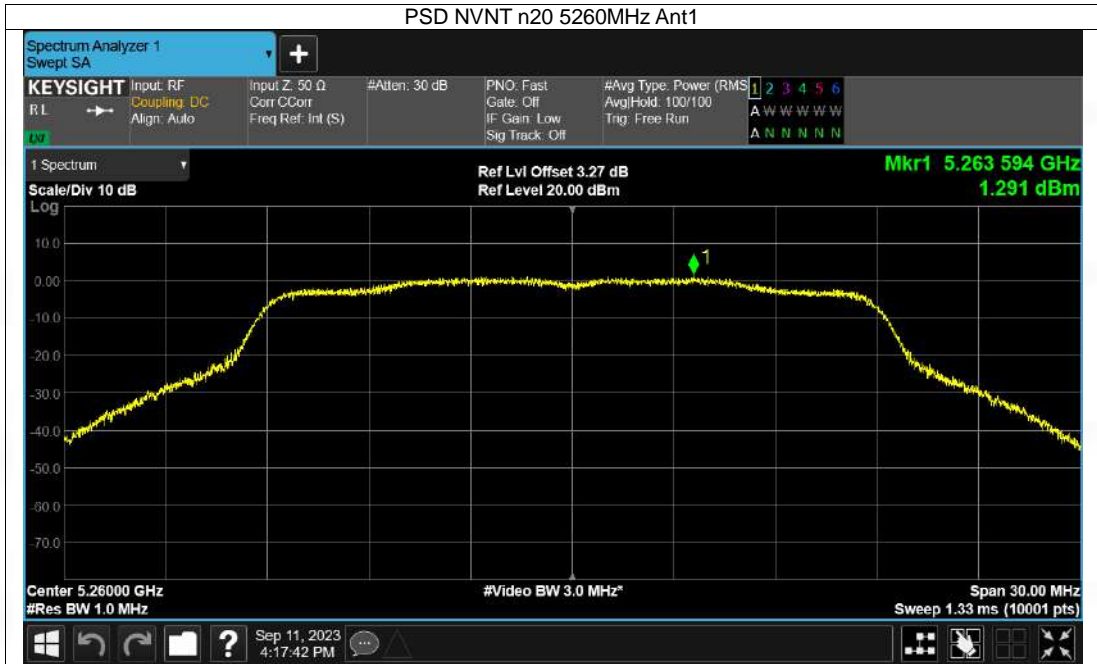 PSD NVNT n20 5260MHz Ant1
Spectrum Analyzer 1
Swept SA
+
KEYSIGHT
RL
LXI
Input: RF
Coupling: DC
Align: Auto
Input Z: 50 Ω
Corr CCorr
Freq Ref: Int (S)
#Atten: 30 dB
PNO: Fast
Gate: Off
IF Gain: Low
Sig Track: Off
#Avg Type: Power (RMS
Avg|Hold: 100/100
Trig: Free Run
1 2 3 4 5 6
A W W W W W
A N N N N N
1 Spectrum
Scale/Div 10 dB
Log
Ref Lvl Offset 3.27 dB
Ref Level 20.00 dBm
Mkr1 5.263 594 GHz
1.291 dBm
10.0
0.00
-10.0
-20.0
-30.0
-40.0
-50.0
-60.0
-70.0
1
Center 5.26000 GHz
#Res BW 1.0 MHz
#Video BW 3.0 MHz*
Span 30.00 MHz
Sweep 1.33 ms (10001 pts)
?
Sep 11, 2023
4:17:42 PM